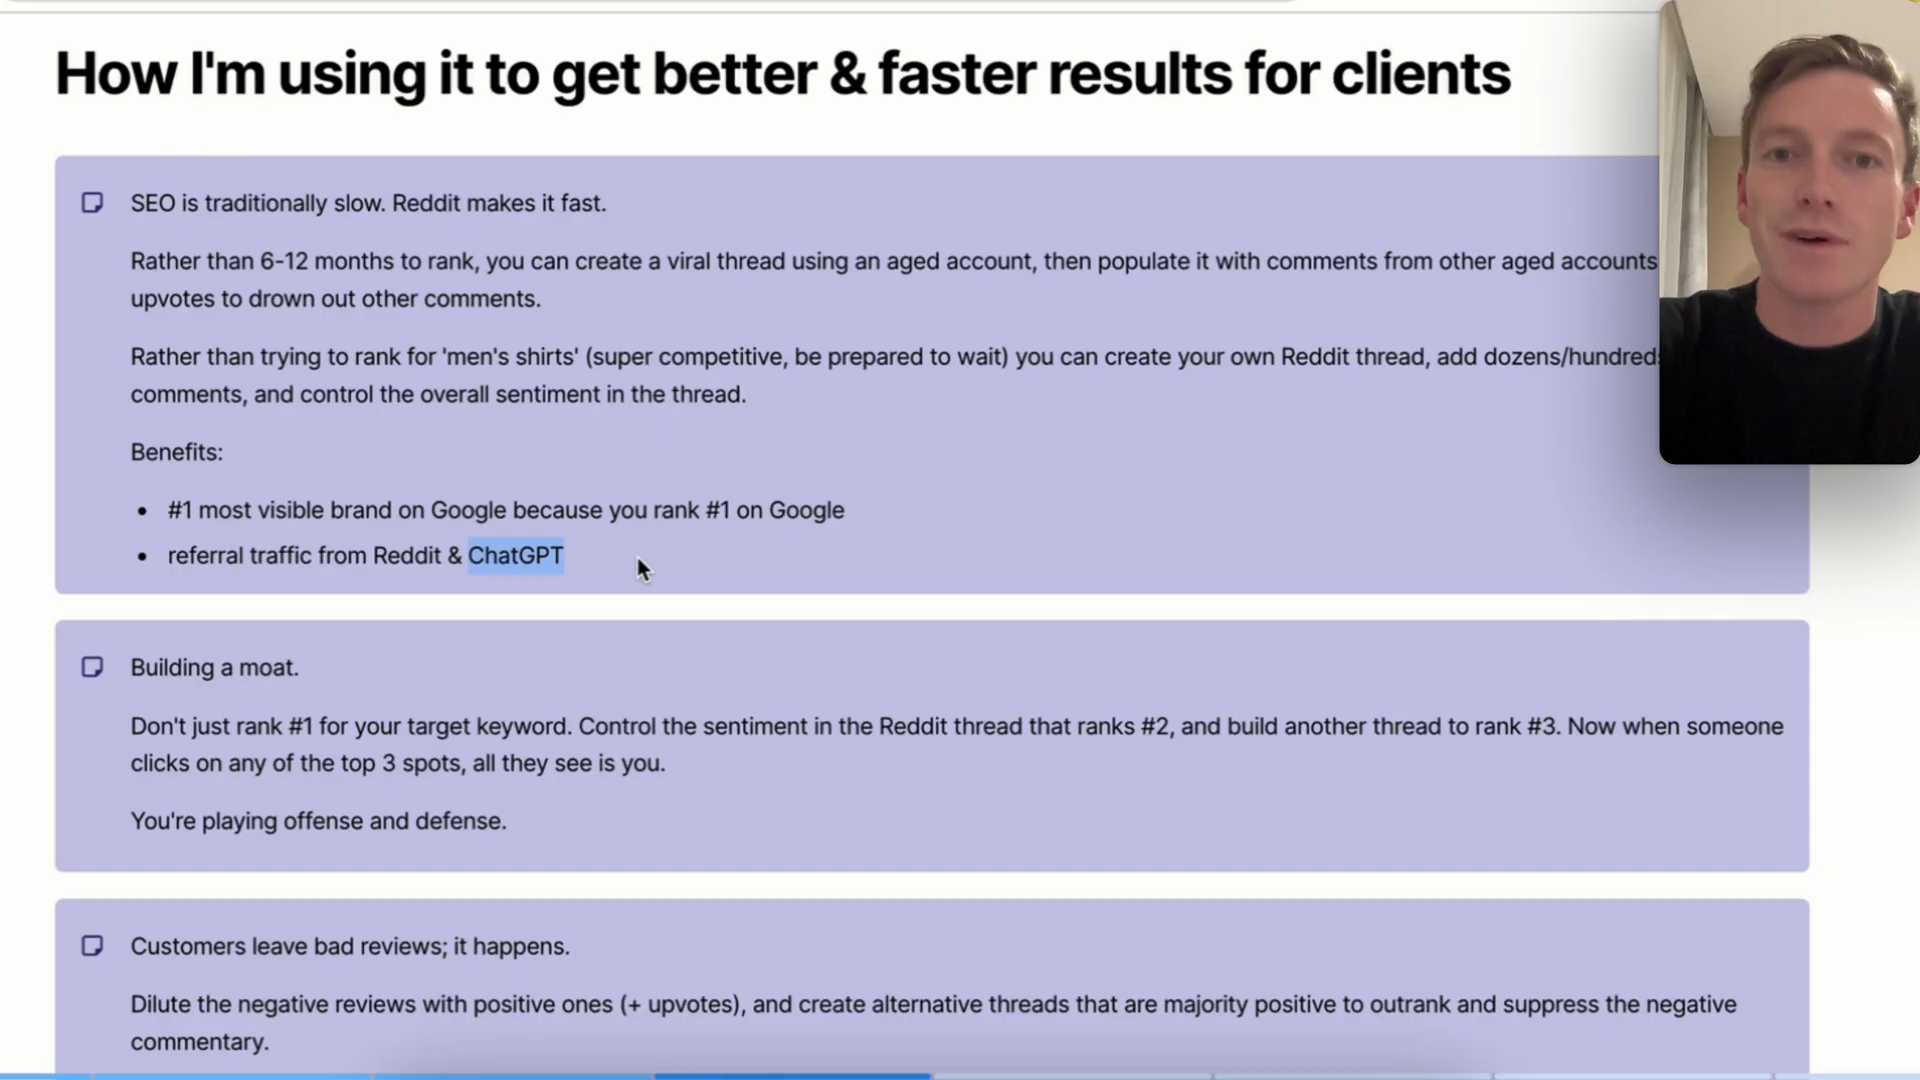 How I'm using it to get better & faster results for clients
SEO is traditionally slow. Reddit makes it fast.
Rather than 6-12 months to rank, you can create a viral thread using an aged account, then populate it with comments from other aged accounts
upvotes to drown out other comments.
Rather than trying to rank for 'men's shirts' (super competitive, be prepared to wait) you can create your own Reddit thread, add dozens/hundreds
comments, and control the overall sentiment in the thread.
Benefits:
• #1 most visible brand on Google because you rank #1 on Google
• referral traffic from Reddit & ChatGPT
Building a moat.
Don't just rank #1 for your target keyword. Control the sentiment in the Reddit thread that ranks #2, and build another thread to rank #3. Now when someone
clicks on any of the top 3 spots, all they see is you.
You're playing offense and defense.
Customers leave bad reviews; it happens.
Dilute the negative reviews with positive ones (+ upvotes), and create alternative threads that are majority positive to outrank and suppress the negative
commentary.